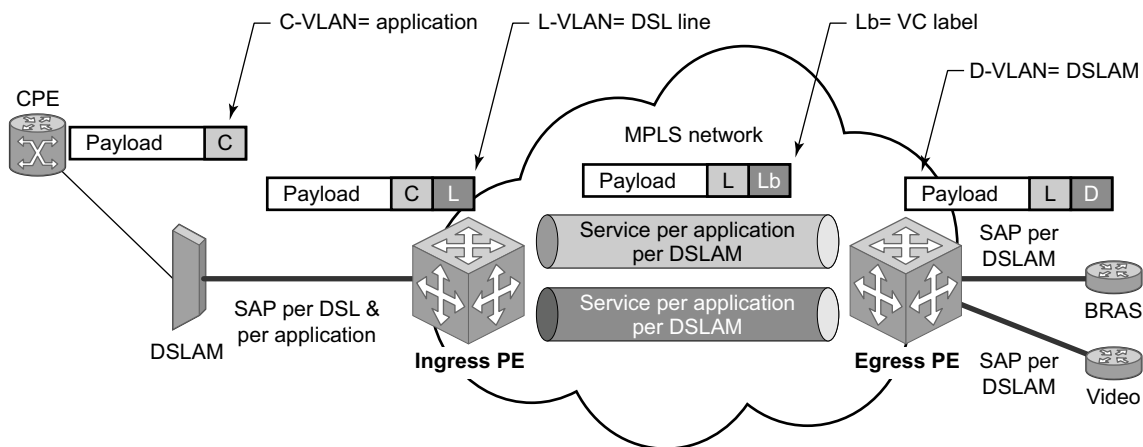 C-VLAN= application
L-VLAN= DSL line
Lb= VC label
D-VLAN= DSLAM
CPE
Payload C
MPLS network
Payload C L
Payload L Lb
Payload L D
Service per application
per DSLAM
SAP per
DSLAM
SAP per DSL &
per application
Service per application
per DSLAM
BRAS
DSLAM
Ingress PE
Egress PE
SAP per
DSLAM
Video